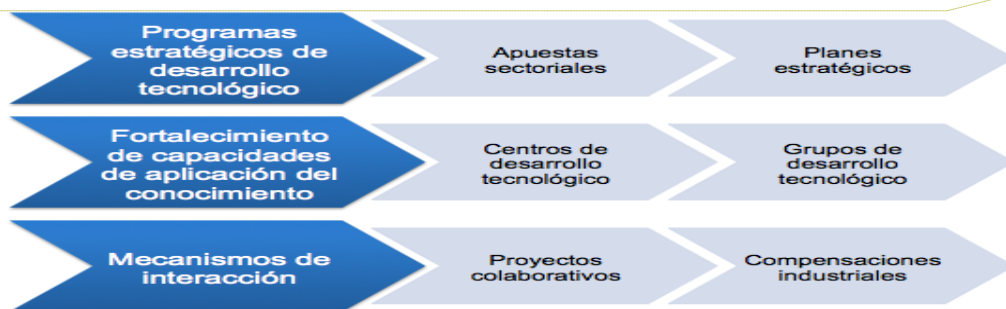 Programas
estratégicos de
desarrollo
tecnológico
Apuestas
sectoriales
Planes
estratégicos
Fortalecimiento
de capacidades
de aplicación del
conocimiento
Centros de
desarrollo
tecnológico
Grupos de
desarrollo
tecnológico
Mecanismos de
interacción
Proyectos
colaborativos
Compensaciones
industriales